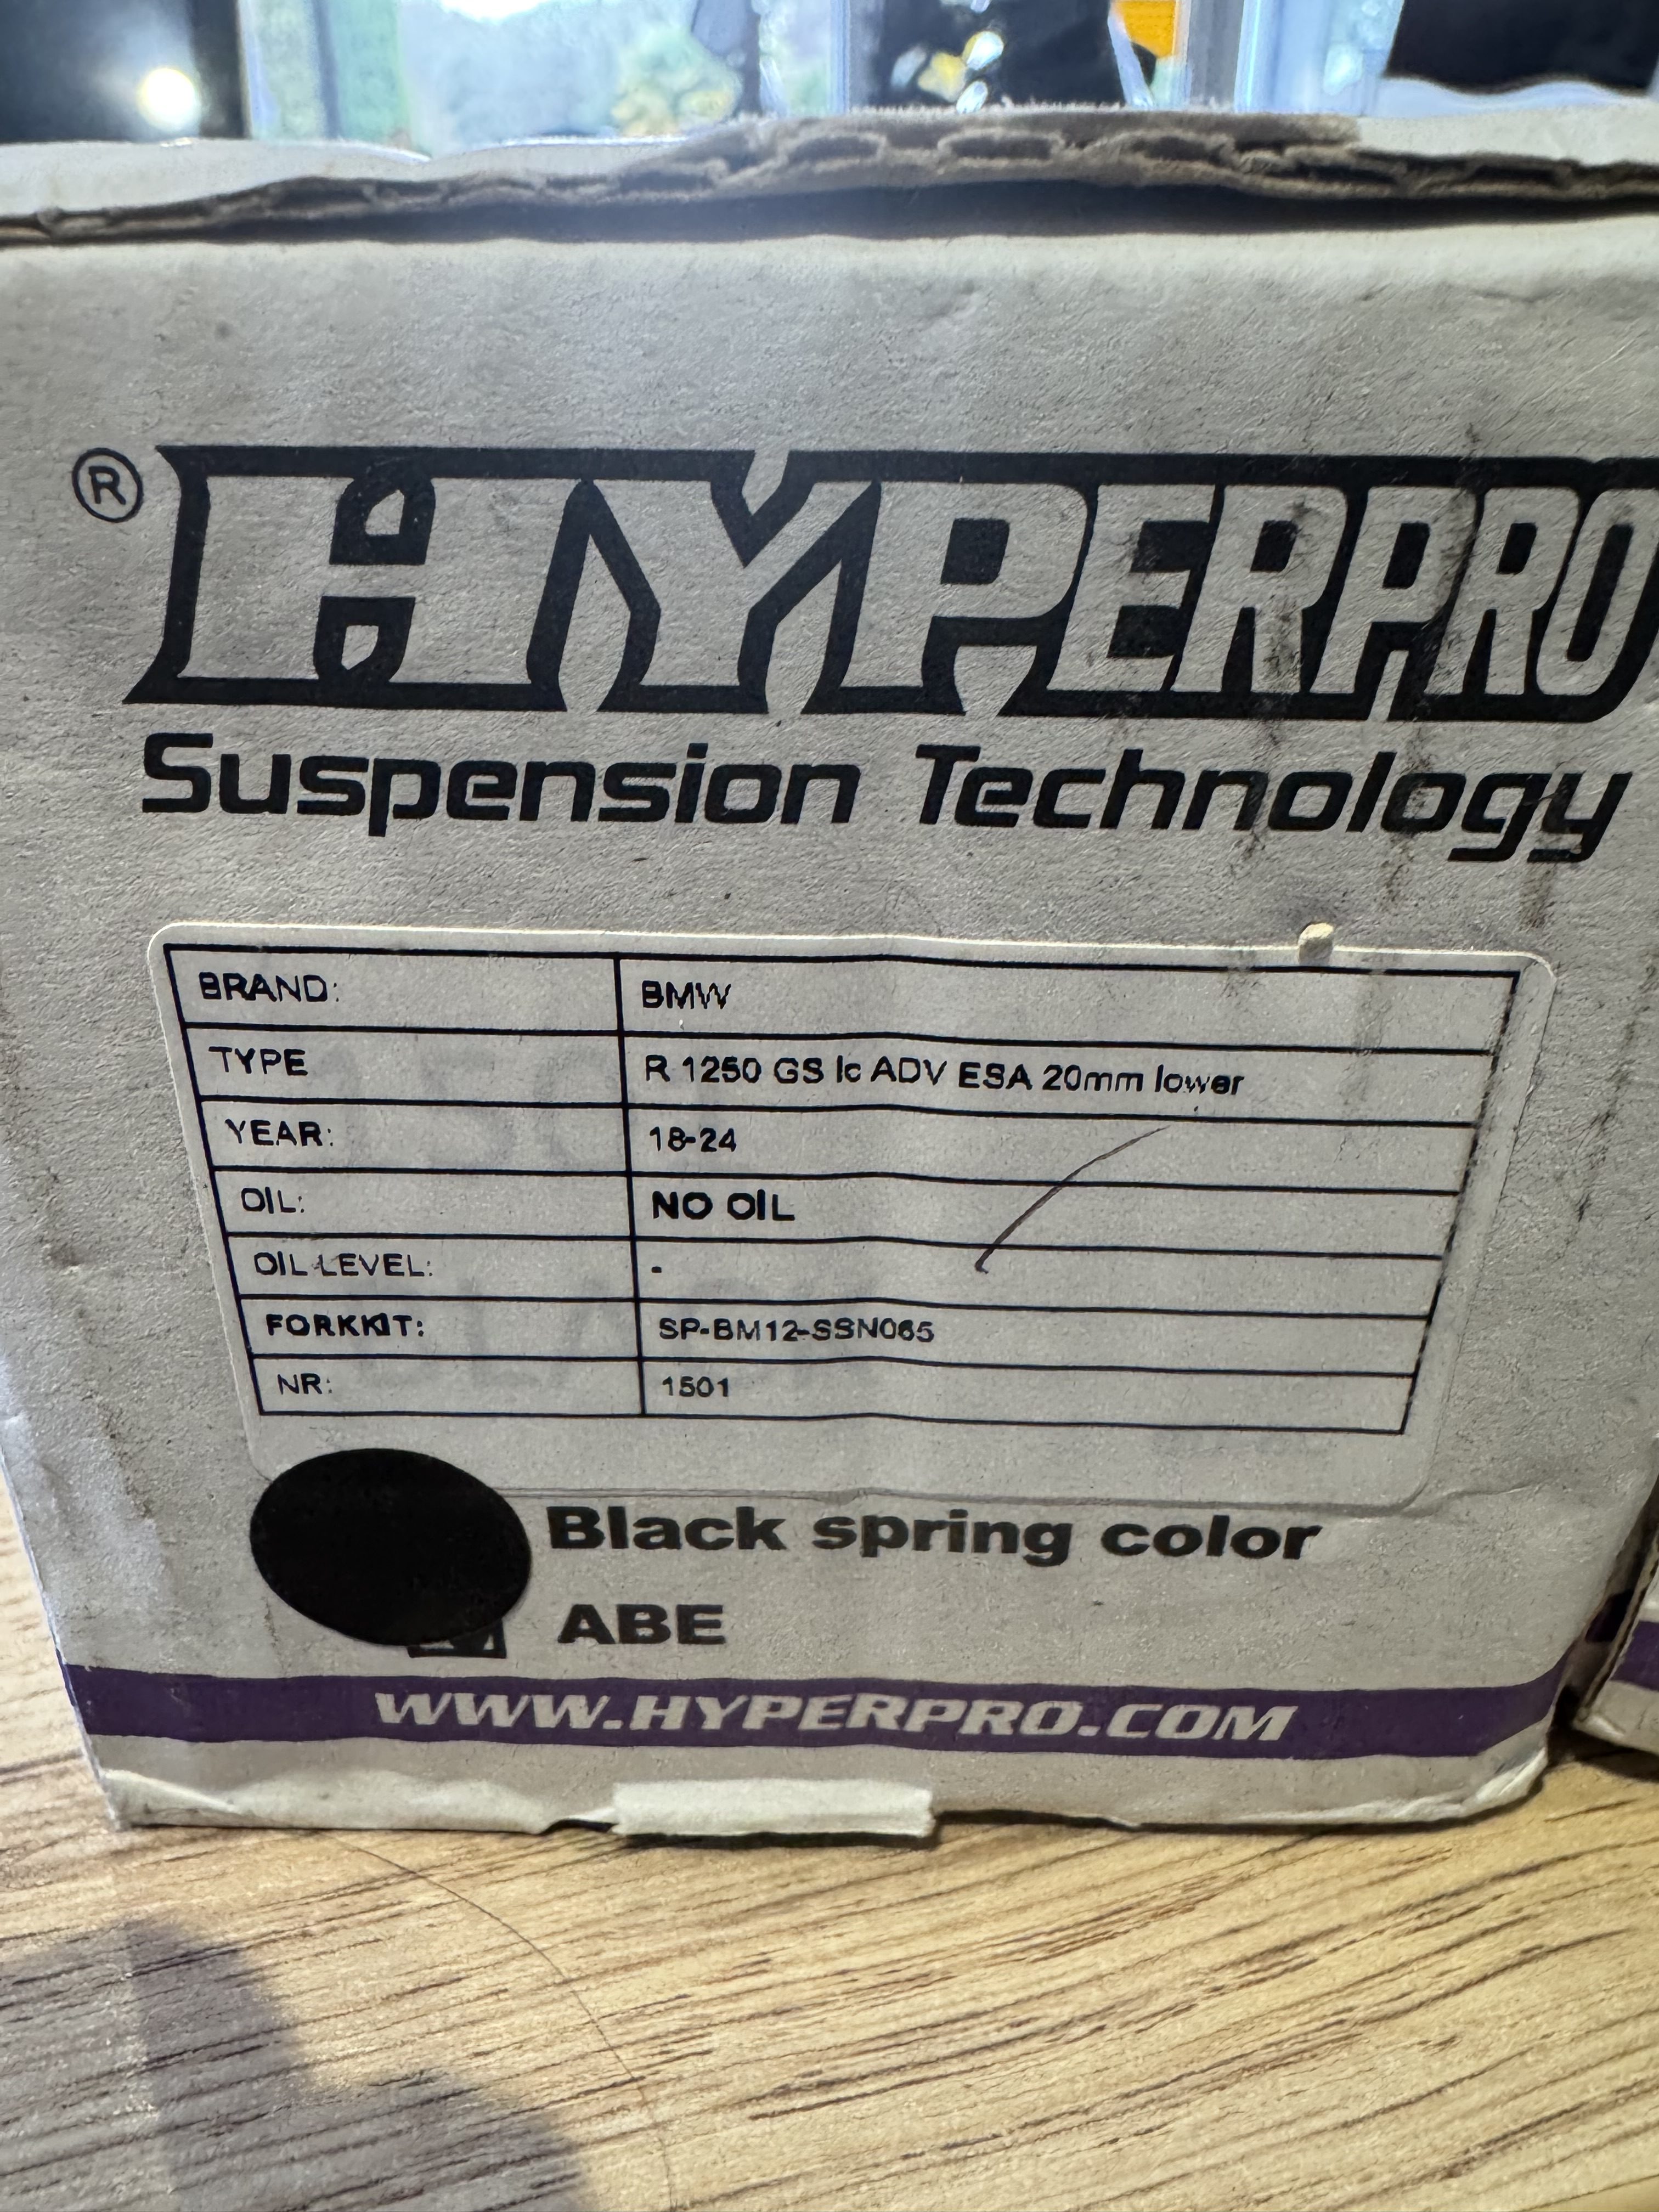 ® HYPERPRO
Suspension Technology
BRAND: BMW
TYPE R 1250 GS lc ADV ESA 20mm lower
YEAR: 18-24
OIL: NO OIL
OIL LEVEL: -
FORKKIT: SP-BM12-SSN065
NR: 1501
Black spring color
ABE
WWW.HYPERPRO.COM